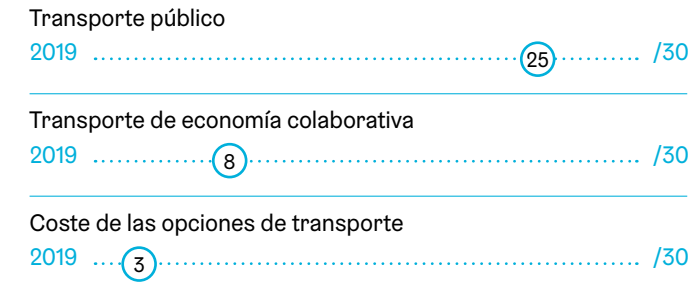 Transporte público
2019 25 /30
Transporte de economía colaborativa
2019 8 /30
Coste de las opciones de transporte
2019 3 /30